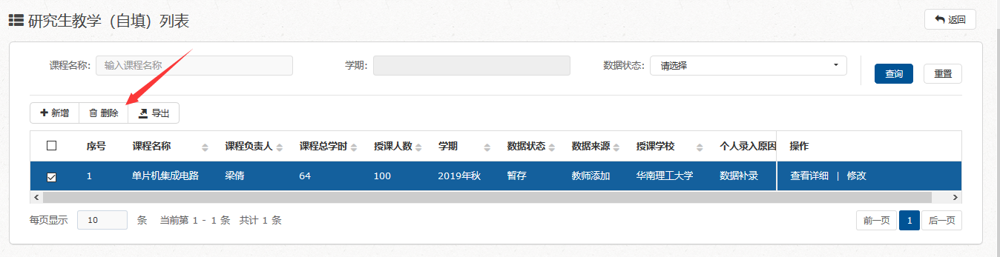 研究生教学（自填）列表
返回
课程名称： 输入课程名称 学期： 数据状态： 请选择 查询 重置
新增 删除 导出
序号 课程名称 课程负责人 课程总学时 授课人数 学期 数据状态 数据来源 授课学校 个人录入原因 操作
1 单片机集成电路 梁倩 64 100 2019年秋 暂存 教师添加 华南理工大学 数据补录 查看详细 | 修改
每页显示 10 条 当前第 1 - 1 条 共计 1 条 前一页 1 后一页